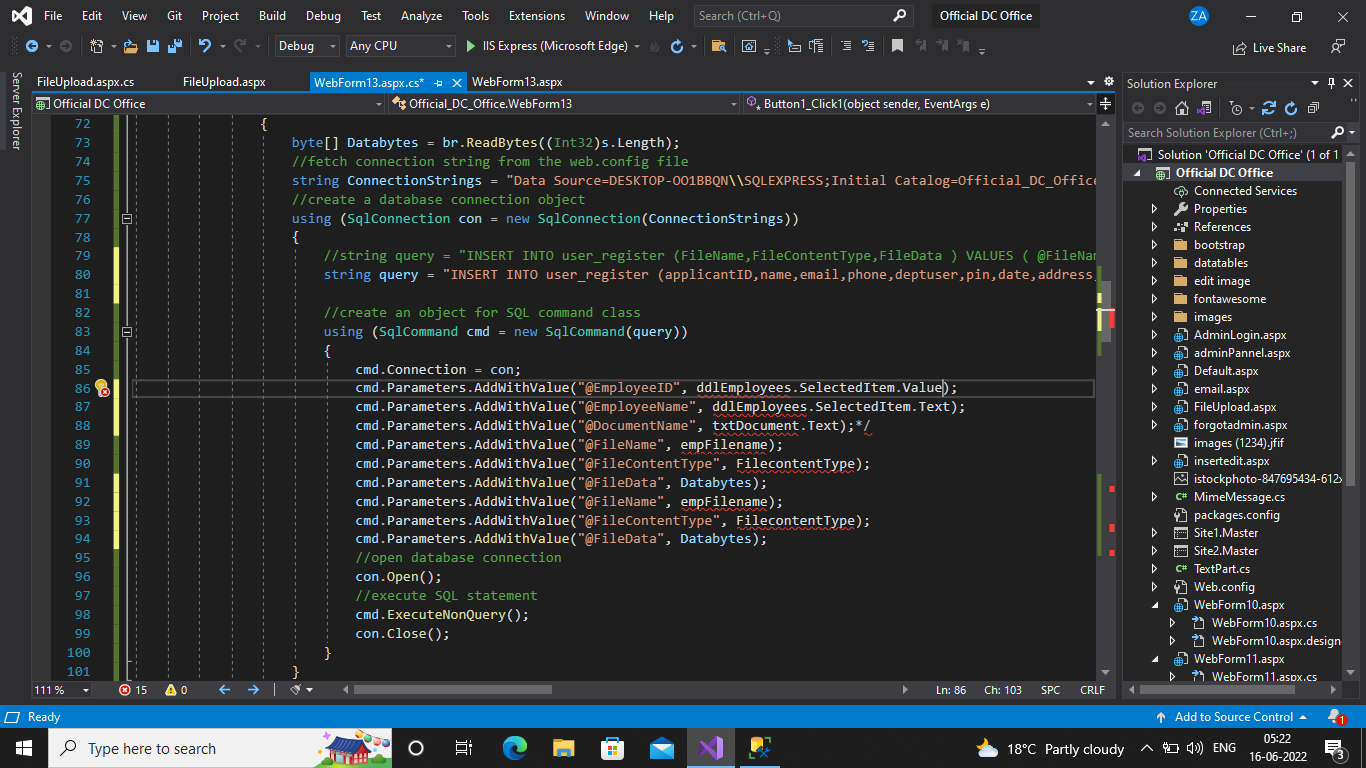 File Edit View Git Project Build Debug Test Analyze Tools Extensions Window Help Search (Ctrl+Q) Official DC Office ZA
Debug Any CPU IIS Express (Microsoft Edge) Live Share
Server Explorer
FileUpload.aspx.cs FileUpload.aspx WebForm13.aspx.cs* WebForm13.aspx
Official DC Office Official_DC_Office.WebForm13 Button1_Click1(object sender, EventArgs e)
72 {
73 byte[] Databytes = br.ReadBytes((Int32)s.Length);
74 //fetch connection string from the web.config file
75 string ConnectionStrings = "Data Source=DESKTOP-OO1BBQN\\SQLEXPRESS;Initial Catalog=Official_DC_Office
76 //create a database connection object
77 using (SqlConnection con = new SqlConnection(ConnectionStrings))
78 {
79 //string query = "INSERT INTO user_register (FileName,FileContentType,FileData ) VALUES ( @FileNam
80 string query = "INSERT INTO user_register (applicantID,name,email,phone,deptuser,pin,date,address,
81
82 //create an object for SQL command class
83 using (SqlCommand cmd = new SqlCommand(query))
84 {
85 cmd.Connection = con;
86 cmd.Parameters.AddWithValue("@EmployeeID", ddlEmployees.SelectedItem.Value);
87 cmd.Parameters.AddWithValue("@EmployeeName", ddlEmployees.SelectedItem.Text);
88 cmd.Parameters.AddWithValue("@DocumentName", txtDocument.Text);*/
89 cmd.Parameters.AddWithValue("@FileName", empFilename);
90 cmd.Parameters.AddWithValue("@FileContentType", FilecontentType);
91 cmd.Parameters.AddWithValue("@FileData", Databytes);
92 cmd.Parameters.AddWithValue("@FileName", empFilename);
93 cmd.Parameters.AddWithValue("@FileContentType", FilecontentType);
94 cmd.Parameters.AddWithValue("@FileData", Databytes);
95 //open database connection
96 con.Open();
97 //execute SQL statement
98 cmd.ExecuteNonQuery();
99 con.Close();
100 }
101 }
111 % 15 0 Ln: 86 Ch: 103 SPC CRLF
Solution Explorer
Search Solution Explorer (Ctrl+;)
Solution 'Official DC Office' (1 of 1
Official DC Office
Connected Services
Properties
References
bootstrap
datatables
edit image
fontawesome
images
AdminLogin.aspx
adminPannel.aspx
Default.aspx
email.aspx
FileUpload.aspx
forgotadmin.aspx
images (1234).jfif
insertedit.aspx
istockphoto-847695434-612x
MimeMessage.cs
packages.config
Site1.Master
Site2.Master
TextPart.cs
Web.config
WebForm10.aspx
WebForm10.aspx.cs
WebForm10.aspx.design
WebForm11.aspx
WebForm11.aspx.cs
Ready Add to Source Control 1
Type here to search 18°C Partly cloudy ENG 05:22
16-06-2022 3